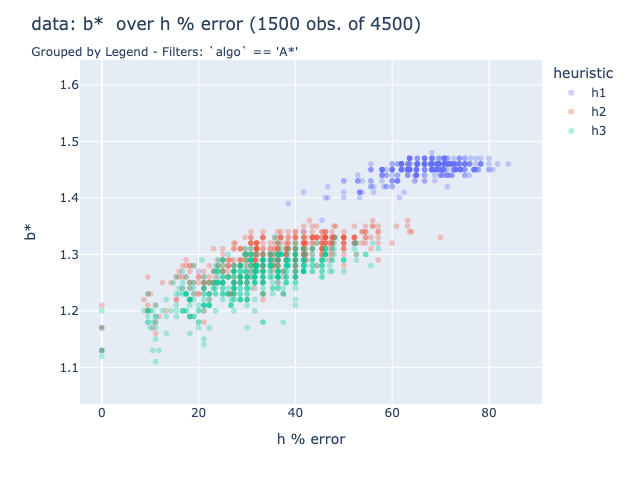 data: b*  over h % error (1500 obs. of 4500)
Grouped by Legend - Filters: `algo` == 'A*'
heuristic
h1
h2
h3
1.6
1.5
1.4
1.3
1.2
1.1
b*
0 20 40 60 80
h % error